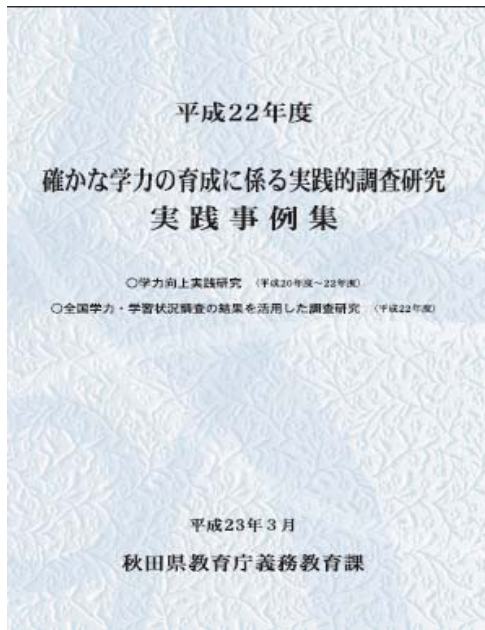 平成22年度
確かな学力の育成に係る実践的調査研究
実践事例集
○学力向上実践研究 （平成20年度～22年度）
○全国学力・学習状況調査の結果を活用した調査研究 （平成22年度）
平成23年3月
秋田県教育庁義務教育課